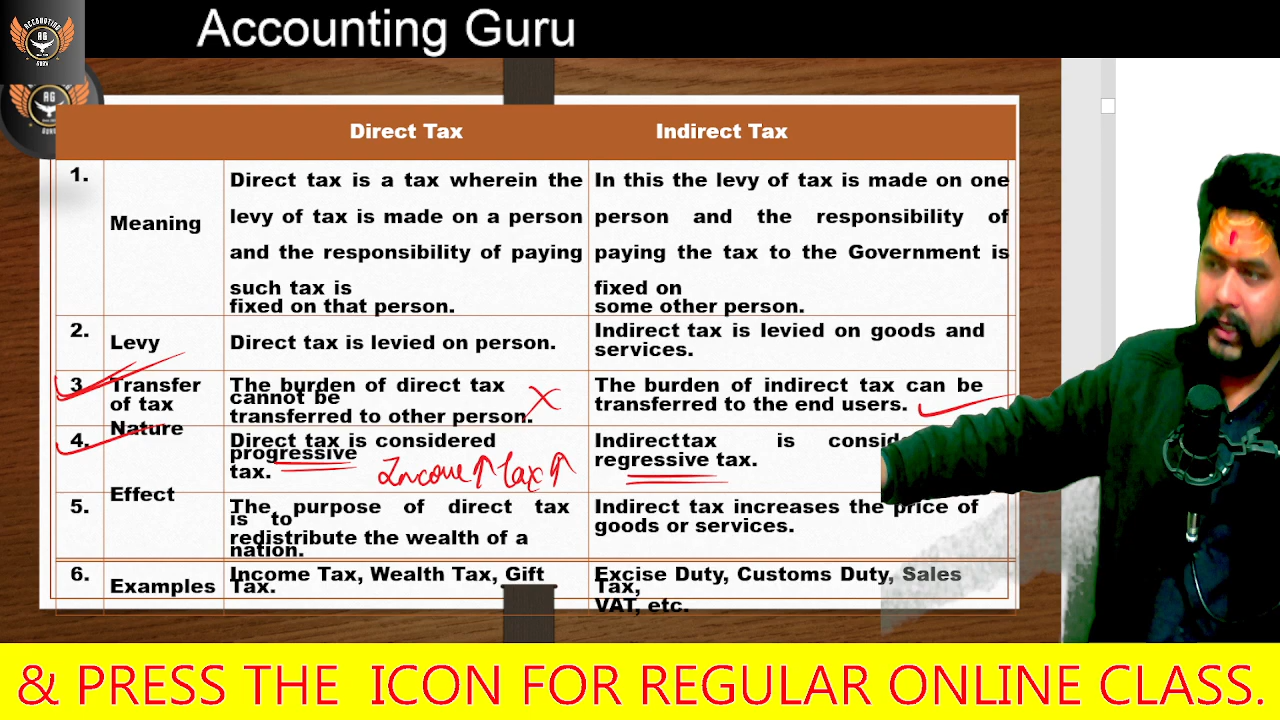 Accounting Guru
ACCOUNTING
AG
GURU
AG
Direct Tax
Indirect Tax
1.
Meaning
Direct tax is a tax wherein the
levy of tax is made on a person
and the responsibility of paying
such tax is
fixed on that person.
In this the levy of tax is made on one
person and the responsibility of
paying the tax to the Government is
fixed on
some other person.
2.
Levy
Direct tax is levied on person.
Indirect tax is levied on goods and
services.
3.
Transfer
of tax
The burden of direct tax
cannot be
transferred to other person.
The burden of indirect tax can be
transferred to the end users.
4.
Nature
Direct tax is considered
progressive
tax.
Income ↑ tax ↑
Indirect tax is consid
regressive tax.
5.
Effect
The purpose of direct tax
is to
redistribute the wealth of a
nation.
Indirect tax increases the price of
goods or services.
6.
Examples
Income Tax, Wealth Tax, Gift
Tax.
Excise Duty, Customs Duty, Sales
Tax,
VAT, etc.
& PRESS THE ICON FOR REGULAR ONLINE CLASS.